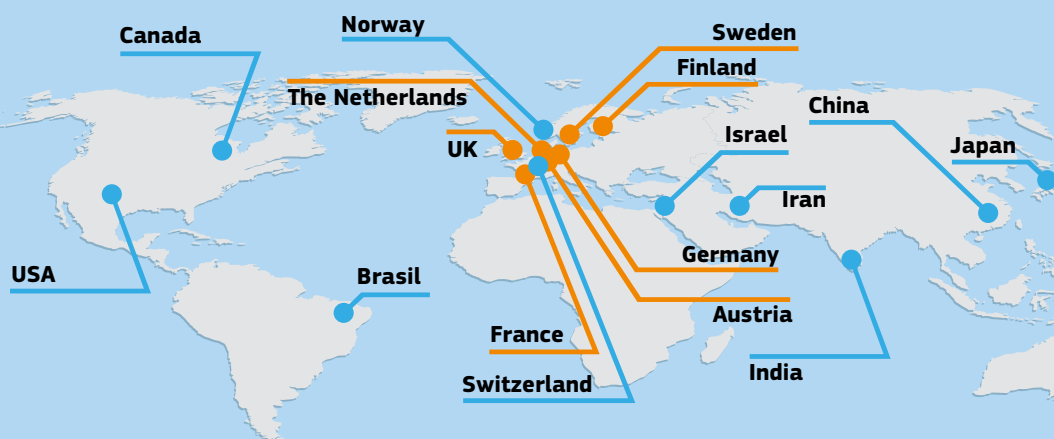 Canada
Norway
Sweden
Finland
The Netherlands
China
UK
Israel
Japan
Iran
Germany
USA
Brasil
Austria
France
India
Switzerland